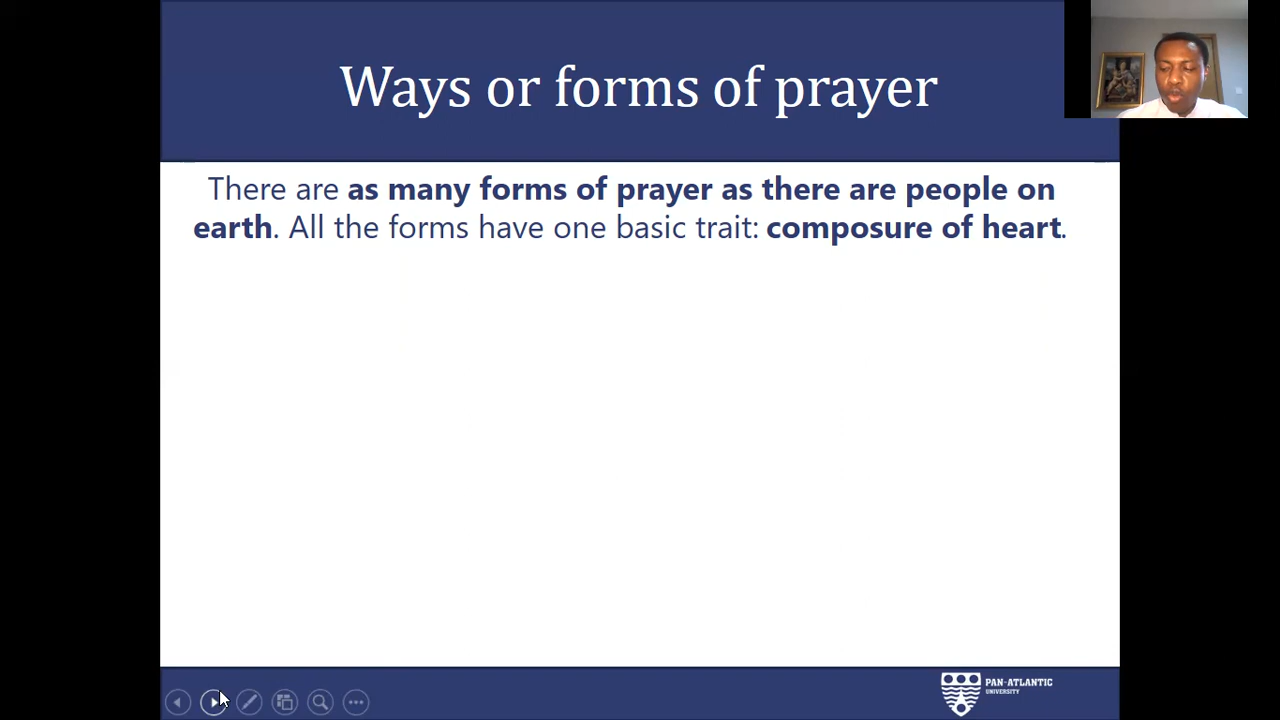 Ways or forms of prayer
There are as many forms of prayer as there are people on
earth. All the forms have one basic trait: composure of heart.
PAN-ATLANTIC
UNIVERSITY